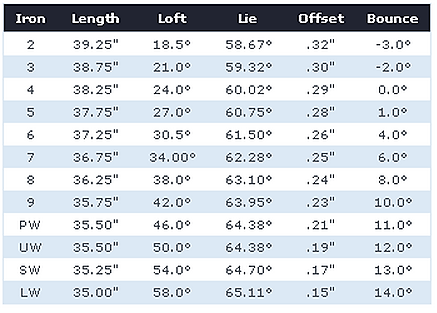 Iron Length Loft Lie Offset Bounce
2 39.25" 18.5° 58.67° .32" -3.0°
3 38.75" 21.0° 59.32° .30" -2.0°
4 38.25" 24.0° 60.02° .29" 0.0°
5 37.75" 27.0° 60.75° .28" 1.0°
6 37.25" 30.5° 61.50° .26" 4.0°
7 36.75" 34.00° 62.28° .25" 6.0°
8 36.25" 38.0° 63.10° .24" 8.0°
9 35.75" 42.0° 63.95° .23" 10.0°
PW 35.50" 46.0° 64.38° .21" 11.0°
UW 35.50" 50.0° 64.38° .19" 12.0°
SW 35.25" 54.0° 64.70° .17" 13.0°
LW 35.00" 58.0° 65.11° .15" 14.0°